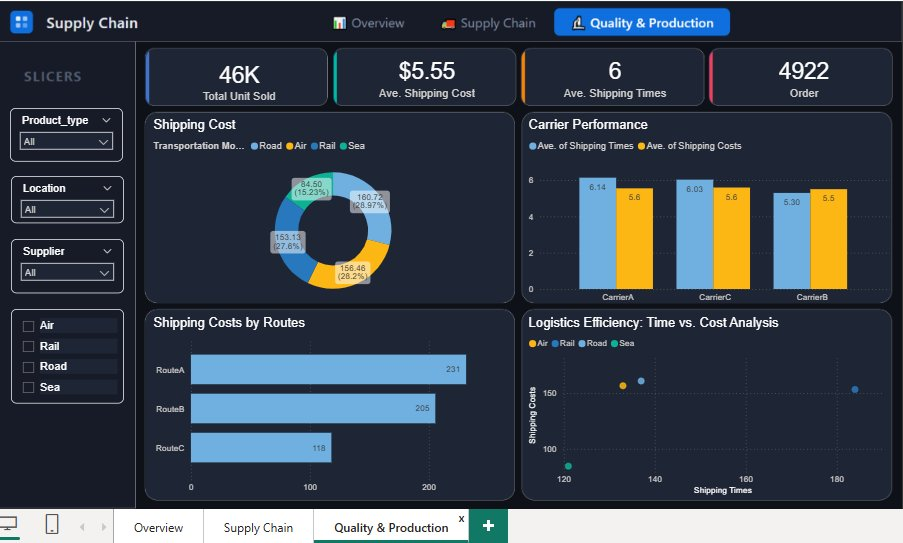 Supply Chain
Overview
Supply Chain
Quality & Production
SLICERS
Product_type
All
Location
All
Supplier
All
Air
Rail
Road
Sea
46K
Total Unit Sold
$5.55
Ave. Shipping Cost
6
Ave. Shipping Times
4922
Order
Shipping Cost
Transportation Mo... Road Air Rail Sea
84.50
(15.23%)
160.72
(28.97%)
153.13
(27.6%)
156.46
(28.2%)
Carrier Performance
Ave. of Shipping Times Ave. of Shipping Costs
6
4
2
0
6.14
5.6
6.03
5.6
5.30
5.5
CarrierA
CarrierC
CarrierB
Shipping Costs by Routes
RouteA
231
RouteB
205
RouteC
118
0
100
200
Logistics Efficiency: Time vs. Cost Analysis
Air Rail Road Sea
Shipping Costs
150
100
120
140
160
180
Shipping Times
Overview
Supply Chain
Quality & Production
x
+